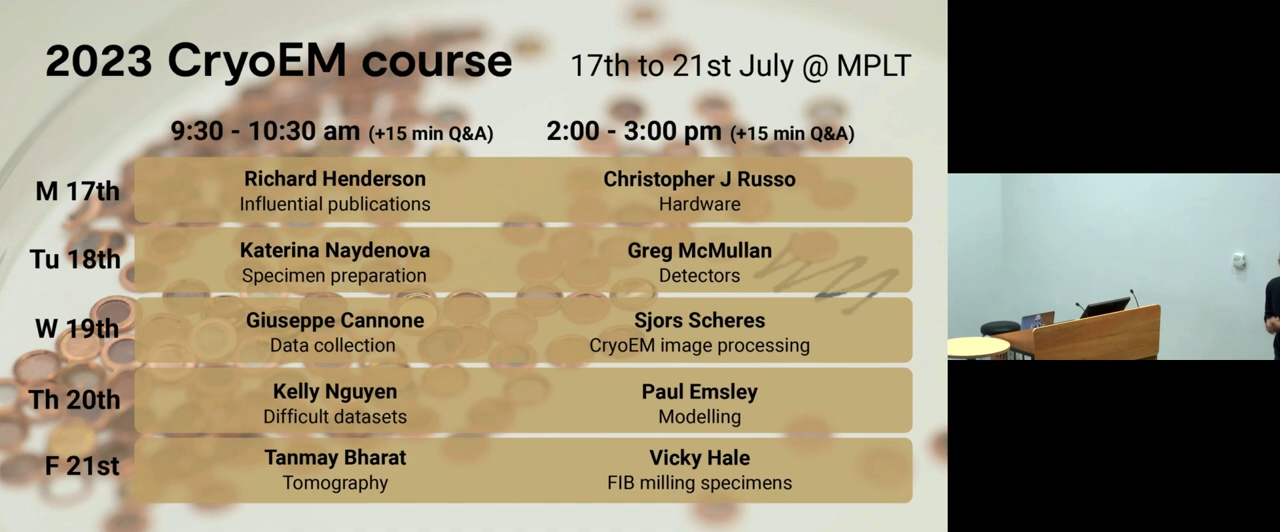 2023 CryoEM course
17th to 21st July @ MPLT
9:30 - 10:30 am (+15 min Q&A)
2:00 - 3:00 pm (+15 min Q&A)
M 17th
Richard Henderson
Influential publications
Christopher J Russo
Hardware
Tu 18th
Katerina Naydenova
Specimen preparation
Greg McMullan
Detectors
W 19th
Giuseppe Cannone
Data collection
Sjors Scheres
CryoEM image processing
Th 20th
Kelly Nguyen
Difficult datasets
Paul Emsley
Modelling
F 21st
Tanmay Bharat
Tomography
Vicky Hale
FIB milling specimens